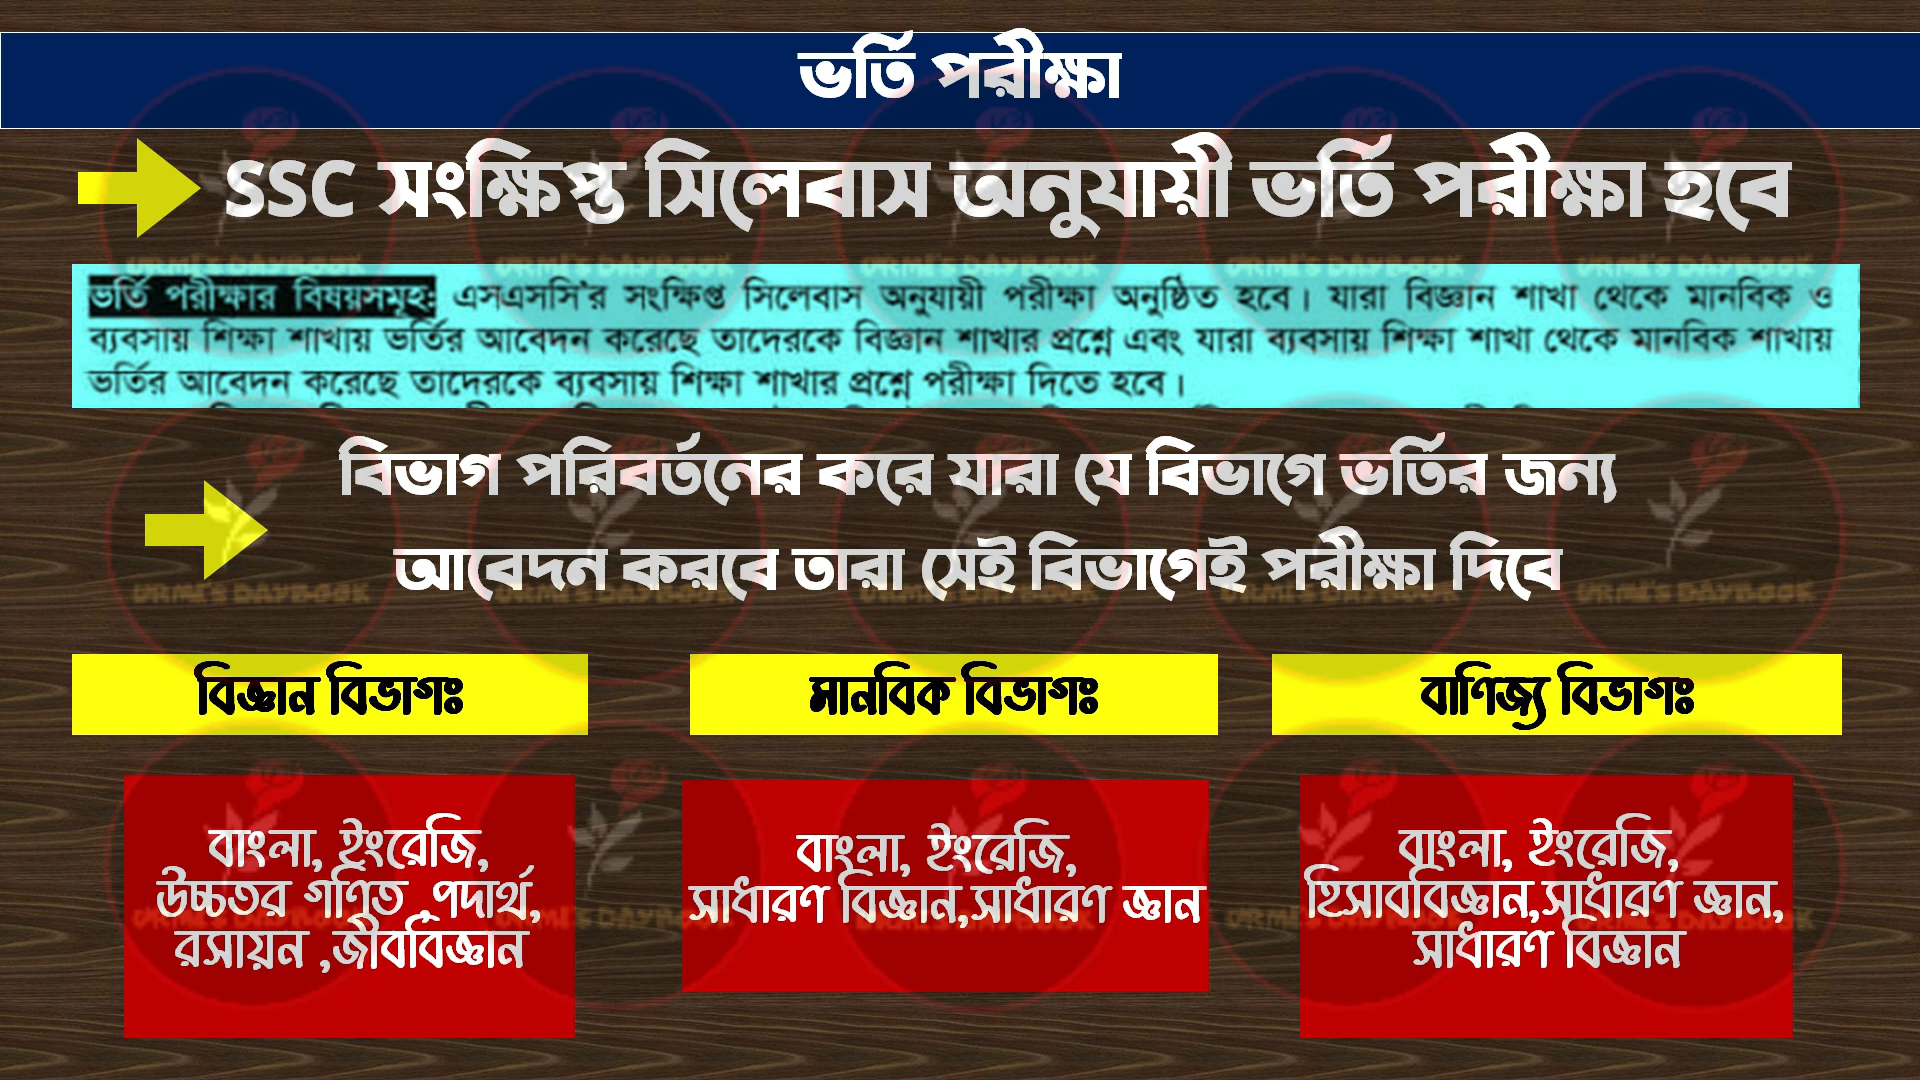 ভর্তি পরীক্ষা
SSC সংক্ষিপ্ত সিলেবাস অনুযায়ী ভর্তি পরীক্ষা হবে
ভর্তি পরীক্ষার বিষয়সমূহ: এসএসসি'র সংক্ষিপ্ত সিলেবাস অনুযায়ী পরীক্ষা অনুষ্ঠিত হবে। যারা বিজ্ঞান শাখা থেকে মানবিক ও
ব্যবসায় শিক্ষা শাখায় ভর্তির আবেদন করেছে তাদেরকে বিজ্ঞান শাখার প্রশ্নে এবং যারা ব্যবসায় শিক্ষা শাখা থেকে মানবিক শাখায়
ভর্তির আবেদন করেছে তাদেরকে ব্যবসায় শিক্ষা শাখার প্রশ্নে পরীক্ষা দিতে হবে।
বিভাগ পরিবর্তনের করে যারা যে বিভাগে ভর্তির জন্য
আবেদন করবে তারা সেই বিভাগেই পরীক্ষা দিবে
বিজ্ঞান বিভাগঃ
মানবিক বিভাগঃ
বাণিজ্য বিভাগঃ
বাংলা, ইংরেজি,
উচ্চতর গণিত ,পদার্থ,
রসায়ন ,জীববিজ্ঞান
বাংলা, ইংরেজি,
সাধারণ বিজ্ঞান,সাধারণ জ্ঞান
বাংলা, ইংরেজি,
হিসাববিজ্ঞান,সাধারণ জ্ঞান,
সাধারণ বিজ্ঞান
URMI'S DAYBOOK